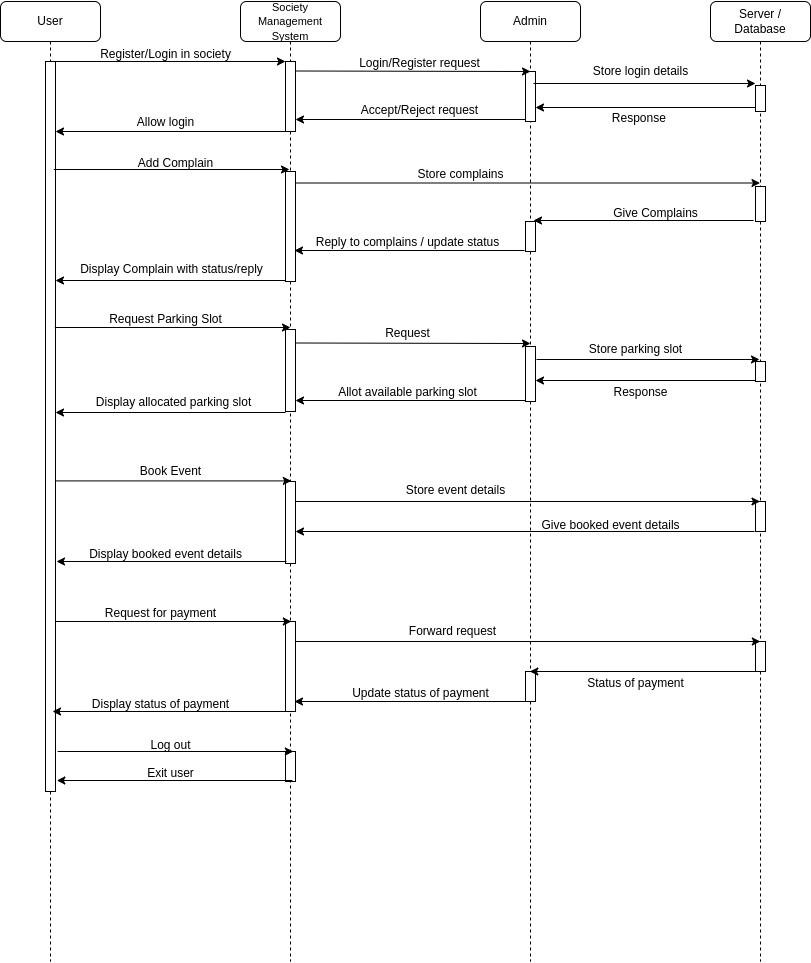 User
Society
Management
System
Admin
Server /
Database
Register/Login in society
Login/Register request
Store login details
Accept/Reject request
Response
Allow login
Add Complain
Store complains
Give Complains
Reply to complains / update status
Display Complain with status/reply
Request Parking Slot
Request
Store parking slot
Allot available parking slot
Response
Display allocated parking slot
Book Event
Store event details
Give booked event details
Display booked event details
Request for payment
Forward request
Status of payment
Update status of payment
Display status of payment
Log out
Exit user